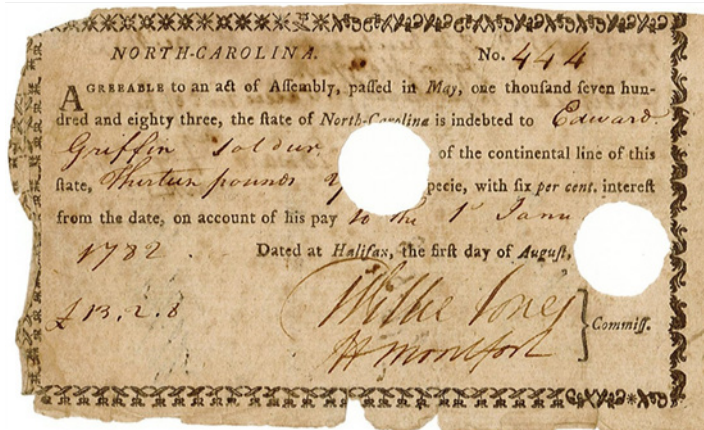 NORTH-CAROLINA. No. 444
AGREEABLE to an act of Aſſembly, paſſed in May, one thouſand ſeven hun-
dred and eighty three, the ſtate of North-Carolina is indebted to Edward
Griffin Soldier of the continental line of this
ſtate, Thirteen pounds pecie, with ſix per cent. intereſt
from the date, on account of his pay to the 1st Janu
1782. Dated at Halifax, the firſt day of Auguſt,
£ 13.2.8 Willie Jones
HMontfort Commiſſ.